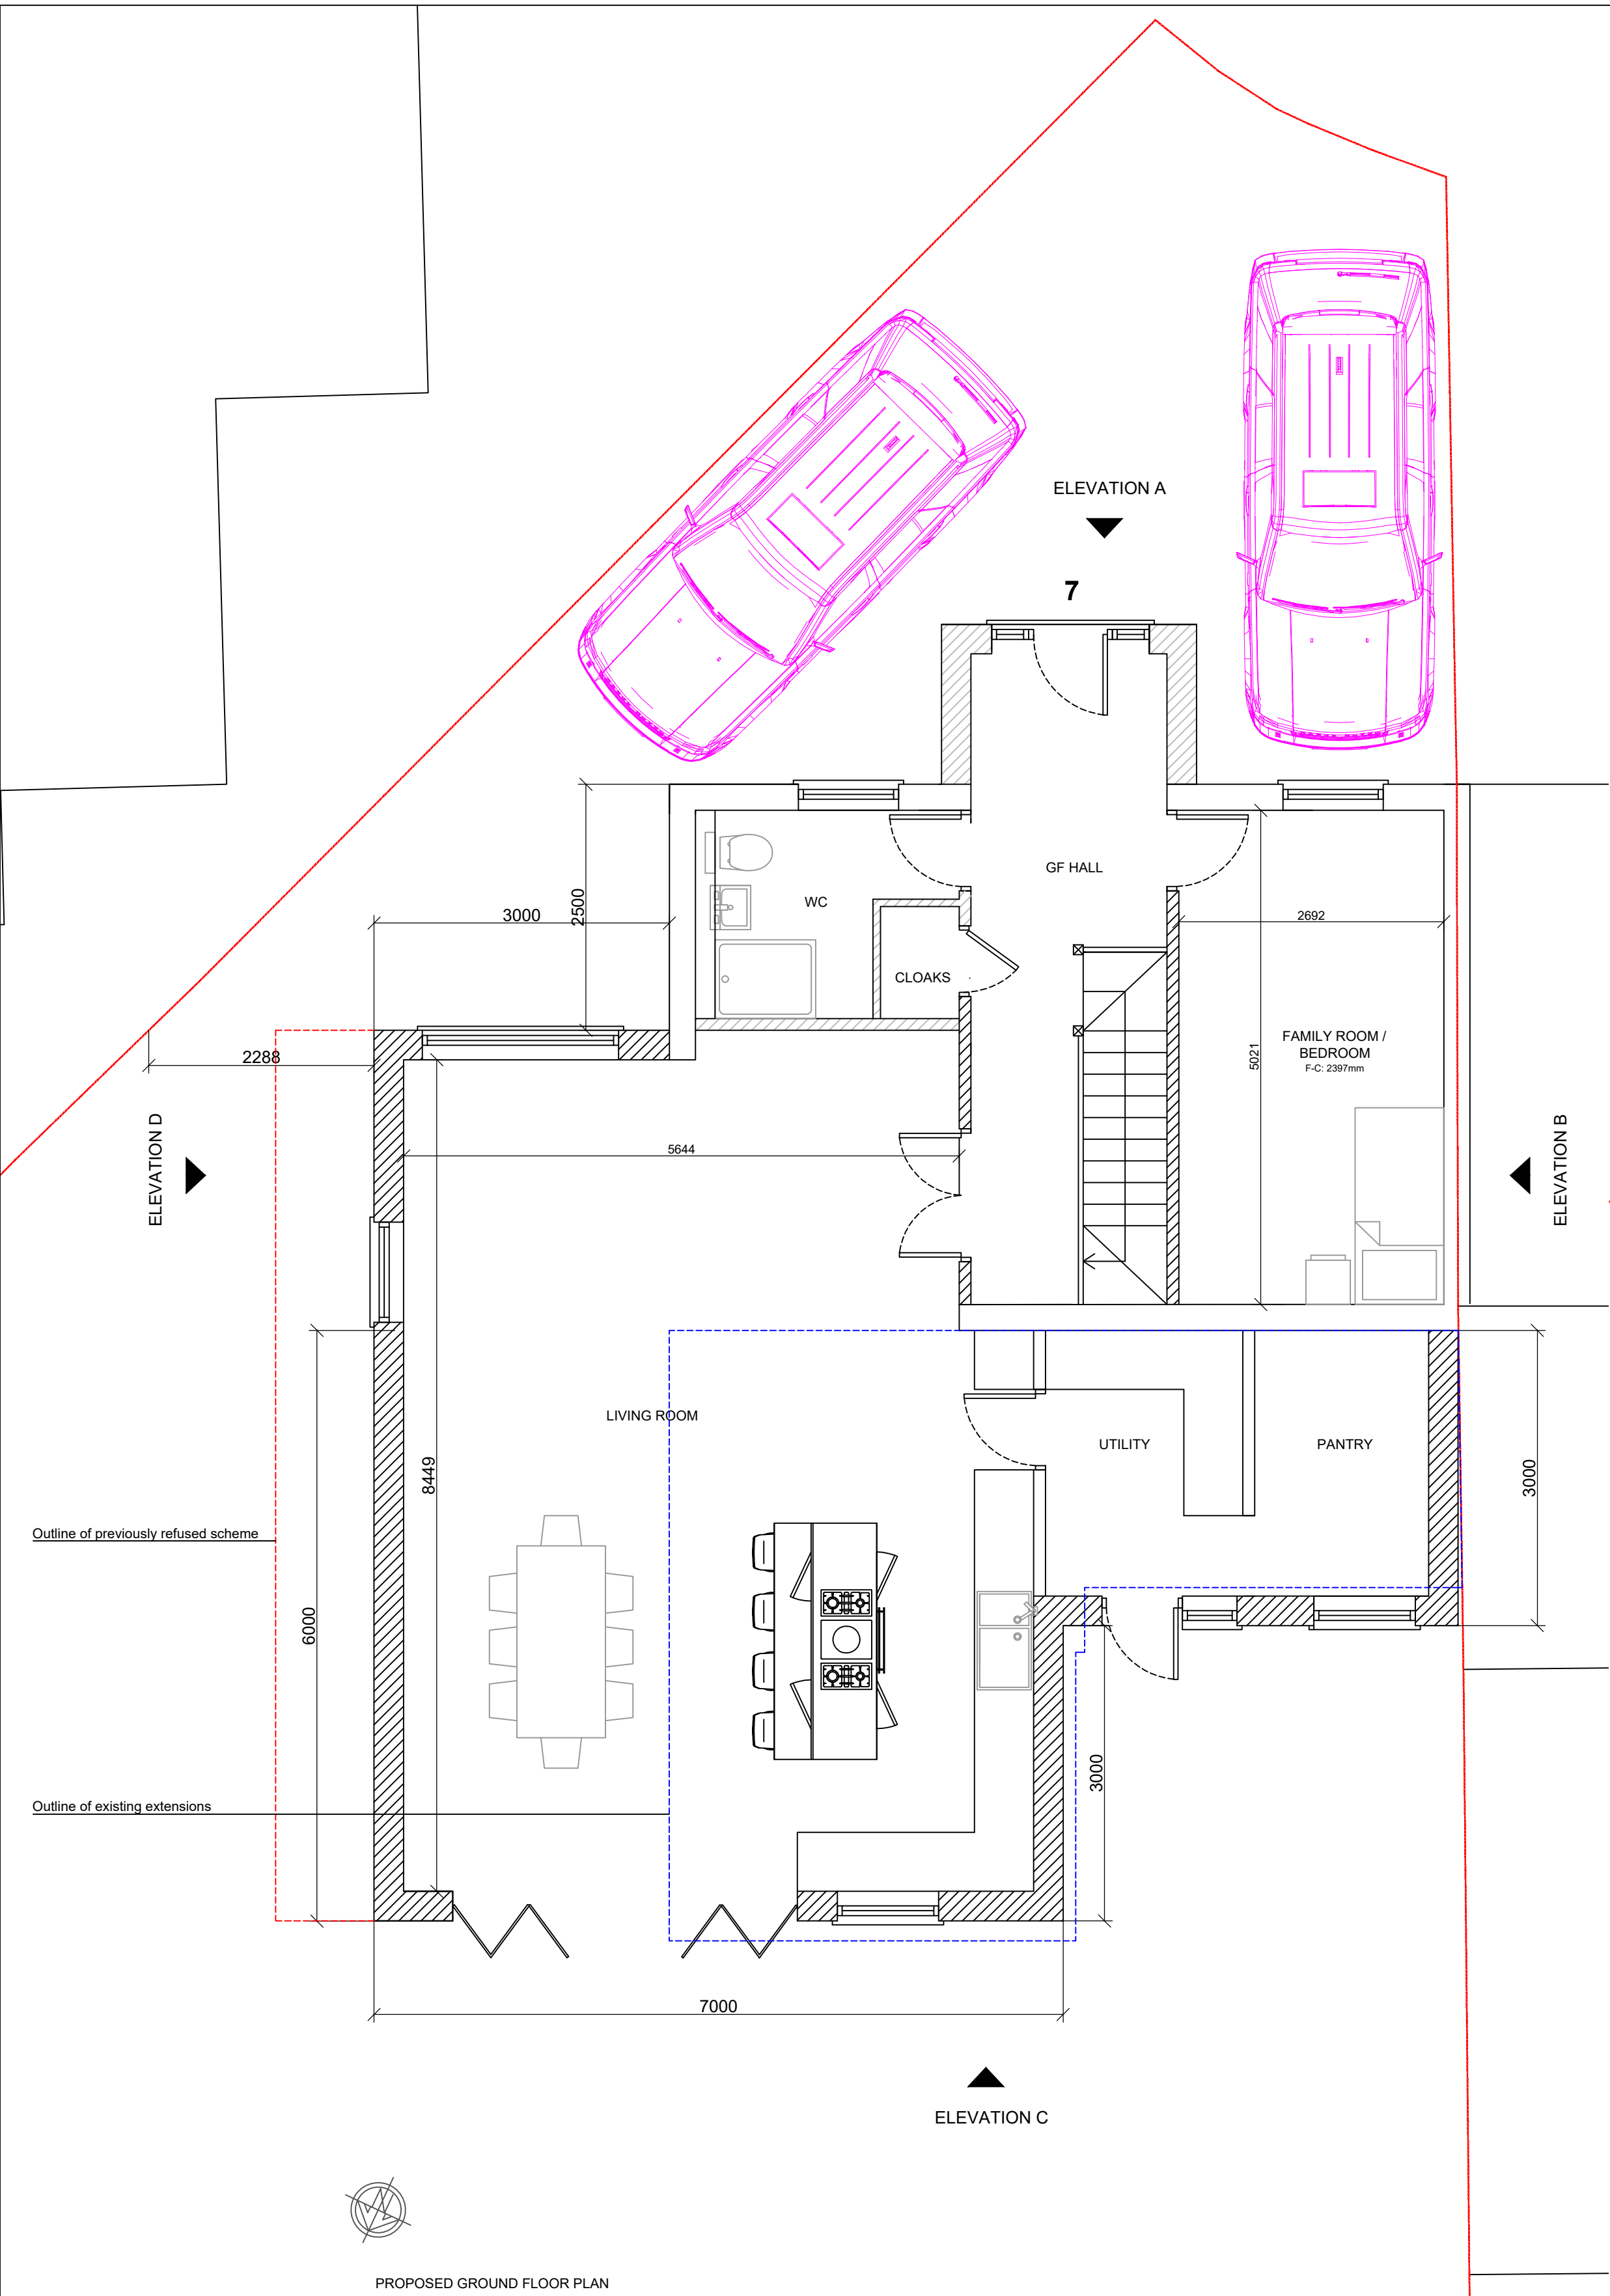 ELEVATION A
7
GF HALL
WC
3000
2500
2692
CLOAKS
FAMILY ROOM /
BEDROOM
F-C: 2397mm
5021
2288
ELEVATION D
ELEVATION B
5644
LIVING ROOM
UTILITY
PANTRY
8449
3000
Outline of previously refused scheme
6000
3000
Outline of existing extensions
7000
ELEVATION C
PROPOSED GROUND FLOOR PLAN